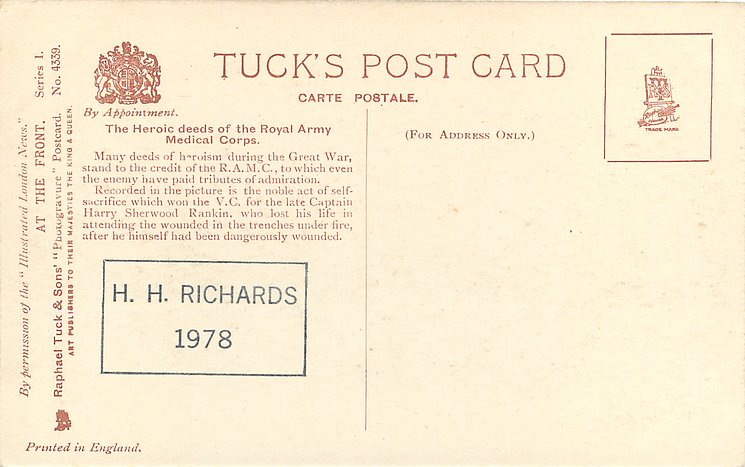 TUCK'S POST CARD
CARTE POSTALE.
By Appointment.
The Heroic deeds of the Royal Army
Medical Corps.
Many deeds of heroism during the Great War,
stand to the credit of the R.A.M.C., to which even
the enemy have paid tributes of admiration.
Recorded in the picture is the noble act of self-
sacrifice which won the V.C. for the late Captain
Harry Sherwood Rankin, who lost his life in
attending the wounded in the trenches under fire,
after he himself had been dangerously wounded.
(FOR ADDRESS ONLY.)
TRADE MARK
H. H. RICHARDS
1978
By permission of the "Illustrated London News."
AT THE FRONT. Series I.
Raphael Tuck & Sons' "Photogravure" Postcard. No. 4339.
ART PUBLISHERS TO THEIR MAJESTIES THE KING & QUEEN.
Printed in England.